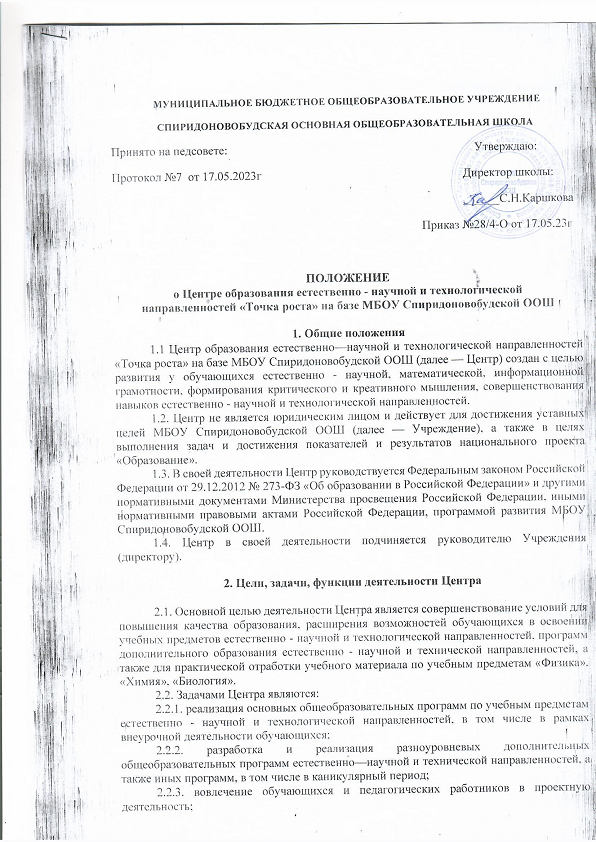 МУНИЦИПАЛЬНОЕ БЮДЖЕТНОЕ ОБЩЕОБРАЗОВАТЕЛЬНОЕ УЧРЕЖДЕНИЕ
СПИРИДОНОВОБУДСКАЯ ОСНОВНАЯ ОБЩЕОБРАЗОВАТЕЛЬНАЯ ШКОЛА
Принято на педсовете: Утверждаю:
Протокол №7 от 17.05.2023г Директор школы:
С.Н.Каршкова
Приказ №28/4-О от 17.05.23г
ПОЛОЖЕНИЕ
о Центре образования естественно - научной и технологической
направленностей «Точка роста» на базе МБОУ Спиридоновобудской ООШ
1. Общие положения
1.1 Центр образования естественно—научной и технологической направленностей
«Точка роста» на базе МБОУ Спиридоновобудской ООШ (далее — Центр) создан с целью
развития у обучающихся естественно - научной, математической, информационной
грамотности, формирования критического и креативного мышления, совершенствования
навыков естественно - научной и технологической направленностей.
1.2. Центр не является юридическим лицом и действует для достижения уставных
целей МБОУ Спиридоновобудской ООШ (далее — Учреждение), а также в целях
выполнения задач и достижения показателей и результатов национального проекта
«Образование».
1.3. В своей деятельности Центр руководствуется Федеральным законом Российской
Федерации от 29.12.2012 № 273-ФЗ «Об образовании в Российской Федерации» и другими
нормативными документами Министерства просвещения Российской Федерации, иными
нормативными правовыми актами Российской Федерации, программой развития МБОУ
Спиридоновобудской ООШ.
1.4. Центр в своей деятельности подчиняется руководителю Учреждения
(директору).
2. Цели, задачи, функции деятельности Центра
2.1. Основной целью деятельности Центра является совершенствование условий для
повышения качества образования, расширения возможностей обучающихся в освоении
учебных предметов естественно - научной и технологической направленностей, программ
дополнительного образования естественно - научной и технической направленностей, а
также для практической отработки учебного материала по учебным предметам «Физика»,
«Химия», «Биология».
2.2. Задачами Центра являются:
2.2.1. реализация основных общеобразовательных программ по учебным предметам
естественно - научной и технологической направленностей, в том числе в рамках
внеурочной деятельности обучающихся;
2.2.2. разработка и реализация разноуровневых дополнительных
общеобразовательных программ естественно—научной и технической направленностей, а
также иных программ, в том числе в каникулярный период;
2.2.3. вовлечение обучающихся и педагогических работников в проектную
деятельность;